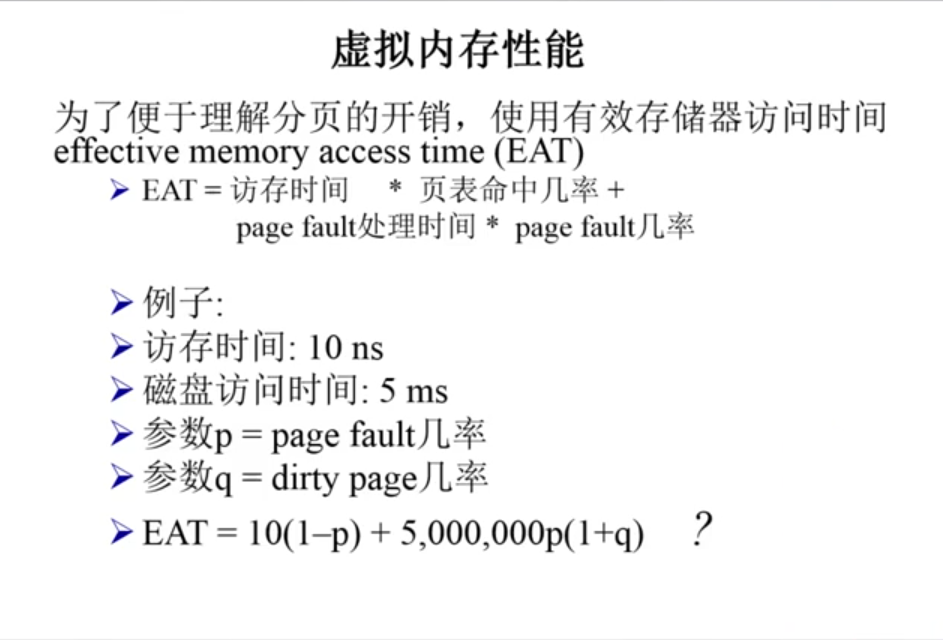 虚拟内存性能
为了便于理解分页的开销，使用有效存储器访问时间
effective memory access time (EAT)
➢ EAT = 访存时间 * 页表命中几率 +
page fault处理时间 * page fault几率
➢ 例子:
➢ 访存时间: 10 ns
➢ 磁盘访问时间: 5 ms
➢ 参数p = page fault几率
➢ 参数q = dirty page几率
➢ EAT = 10(1–p) + 5,000,000p(1+q) ?